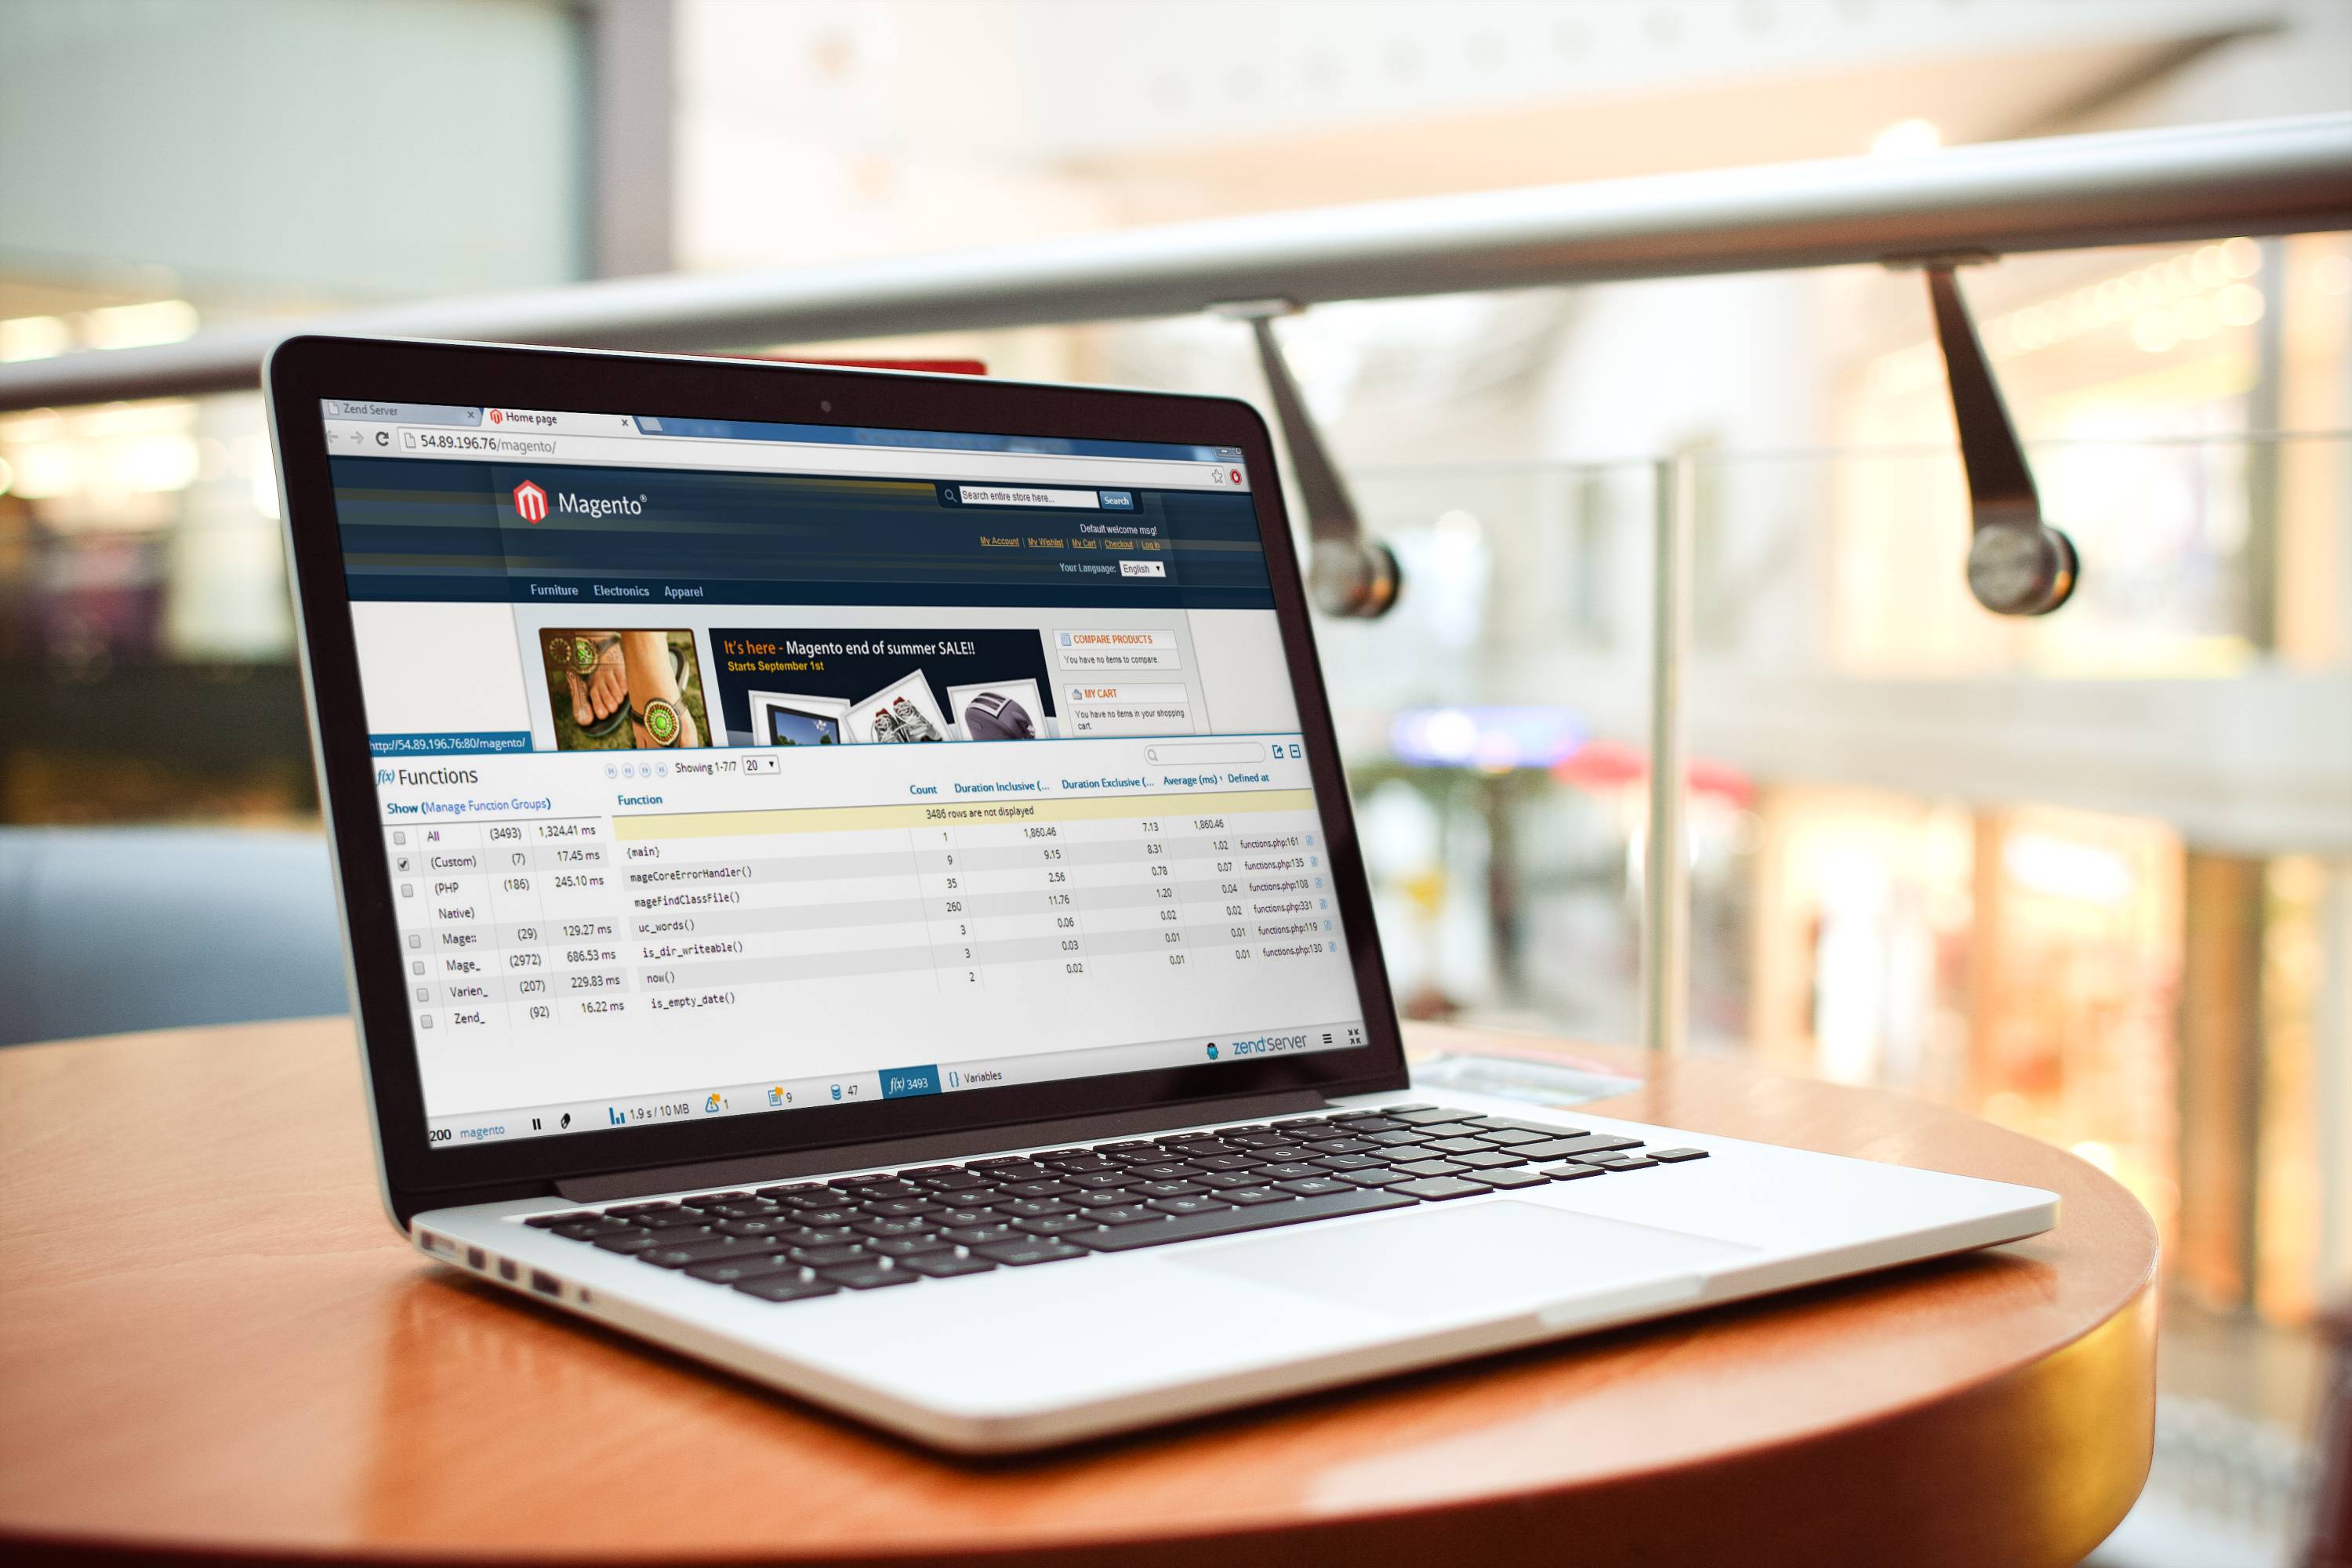 Zend Server × Home page ×
54.89.196.76/magento/
Magento® Search entire store here... Search
Default welcome msg!
My Account | My Wishlist | My Cart | Checkout | Log In
Your Language: English
Furniture Electronics Apparel
It's here - Magento end of summer SALE!!
Starts September 1st
COMPARE PRODUCTS
You have no items to compare.
MY CART
You have no items in your shopping
cart.
http://54.89.196.76:80/magento/
f(x) Functions Showing 1-7/7 20
Show (Manage Function Groups)
All (3493) 1,324.41 ms
(Custom) (7) 17.45 ms
(PHP (186) 245.10 ms
Native)
Mage:: (29) 129.27 ms
Mage_ (2972) 686.53 ms
Varien_ (207) 229.83 ms
Zend_ (92) 16.22 ms
Function Count Duration Inclusive (... Duration Exclusive (... Average (ms) Defined at
3486 rows are not displayed
{main} 1 1,860.46 7.13 1,860.46
mageCoreErrorHandler() 9 9.15 8.31 1.02 functions.php:161
mageFindClassFile() 35 2.56 0.78 0.07 functions.php:135
uc_words() 260 11.76 1.20 0.04 functions.php:108
is_dir_writeable() 3 0.06 0.02 0.02 functions.php:331
now() 3 0.03 0.01 0.01 functions.php:119
is_empty_date() 2 0.02 0.01 0.01 functions.php:130
zend server
200 magento 1.9 s / 10 MB 1 9 47 f(x) 3493 {} Variables